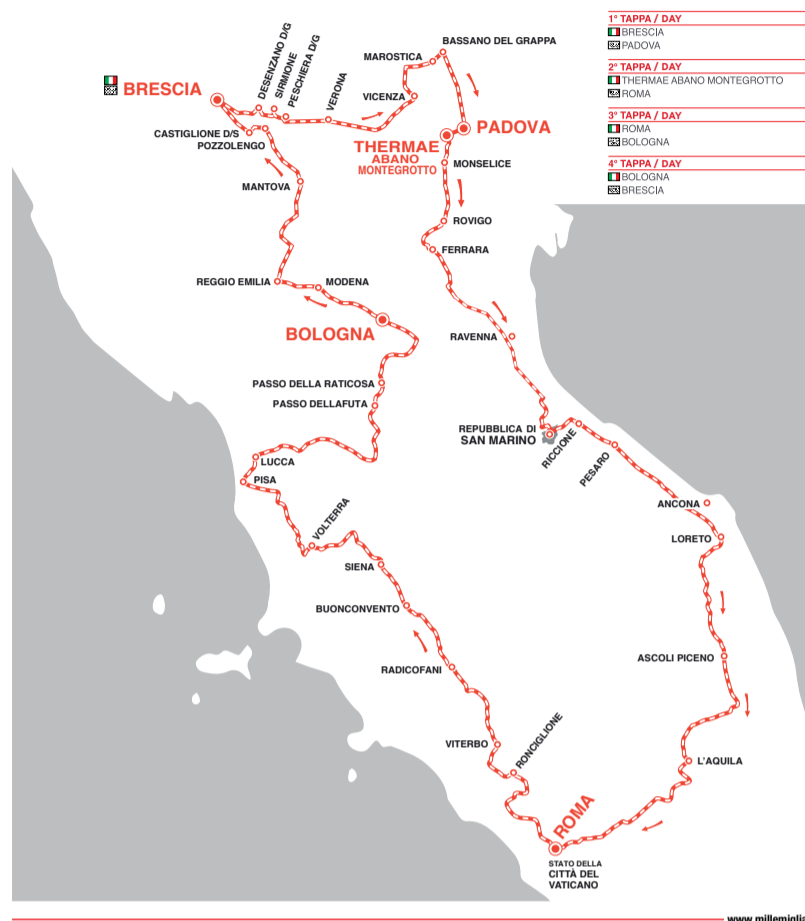 1° TAPPA / DAY
BRESCIA
PADOVA
2° TAPPA / DAY
THERMAE ABANO MONTEGROTTO
ROMA
3° TAPPA / DAY
ROMA
BOLOGNA
4° TAPPA / DAY
BOLOGNA
BRESCIA
BRESCIA
DESENZANO D/G
SIRMIONE
PESCHIERA D/G
VERONA
MAROSTICA
BASSANO DEL GRAPPA
VICENZA
PADOVA
THERMAE
ABANO
MONTEGROTTO
CASTIGLIONE D/S
POZZOLENGO
MANTOVA
MONSELICE
ROVIGO
FERRARA
REGGIO EMILIA
MODENA
BOLOGNA
RAVENNA
PASSO DELLA RATICOSA
PASSO DELLAFUTA
REPUBBLICA DI
SAN MARINO
RICCIONE
PESARO
LUCCA
PISA
ANCONA
LORETO
VOLTERRA
SIENA
BUONCONVENTO
RADICOFANI
ASCOLI PICENO
VITERBO
RONCIGLIONE
L'AQUILA
ROMA
STATO DELLA
CITTÀ DEL
VATICANO
www.millemiglia